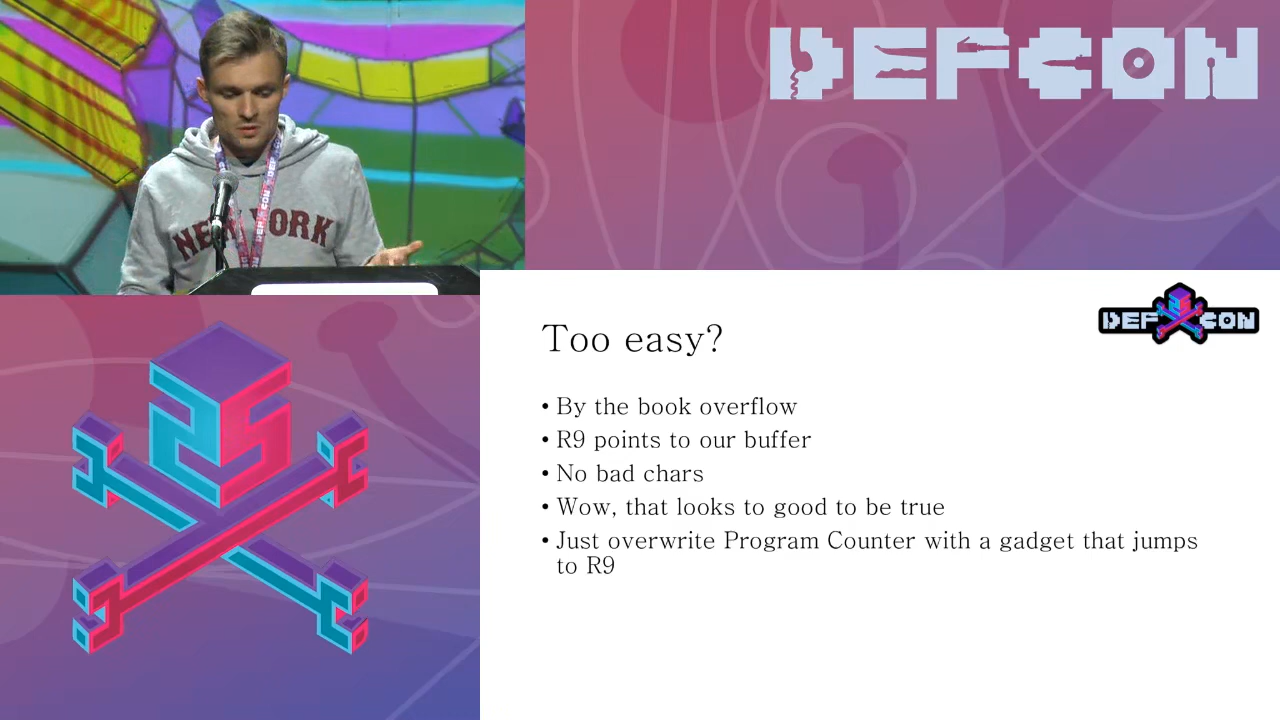 DEFCON
NEW YORK
DEFCON
DEF CON
Too easy?
• By the book overflow
• R9 points to our buffer
• No bad chars
• Wow, that looks to good to be true
• Just overwrite Program Counter with a gadget that jumps
to R9